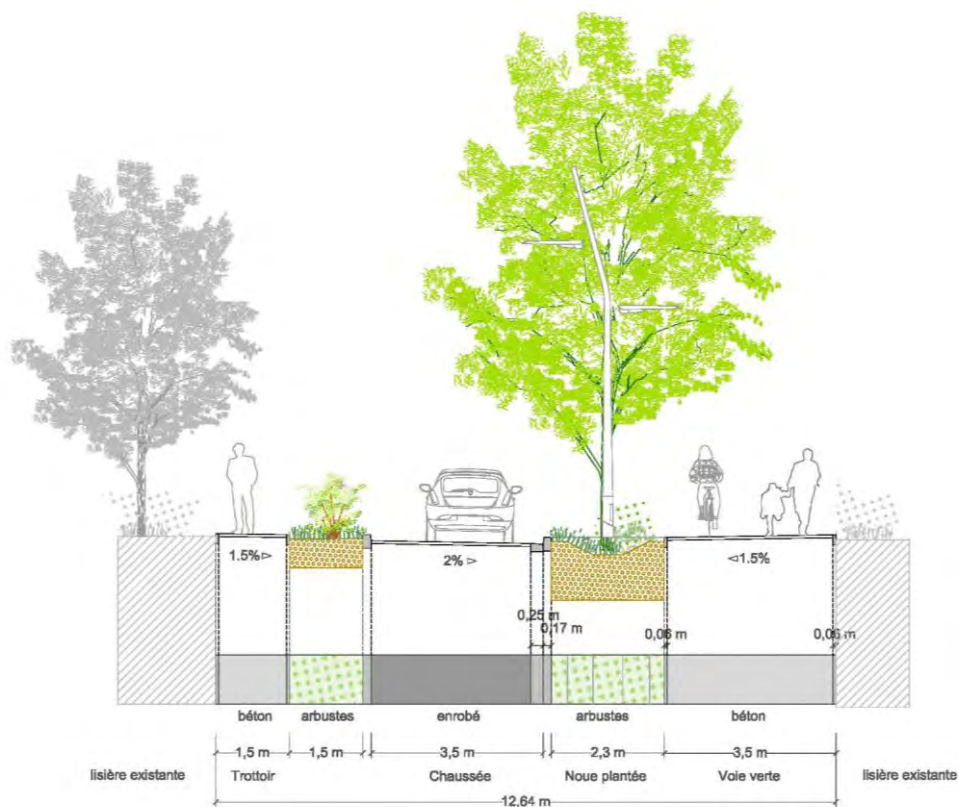 1.5%
2%
1.5%
0,25 m
0,17 m
0,06 m
0,06 m
béton arbustes enrobé arbustes béton
1,5 m 1,5 m 3,5 m 2,3 m 3,5 m
lisière existante Trottoir Chaussée Noue plantée Voie verte lisière existante
12,64 m